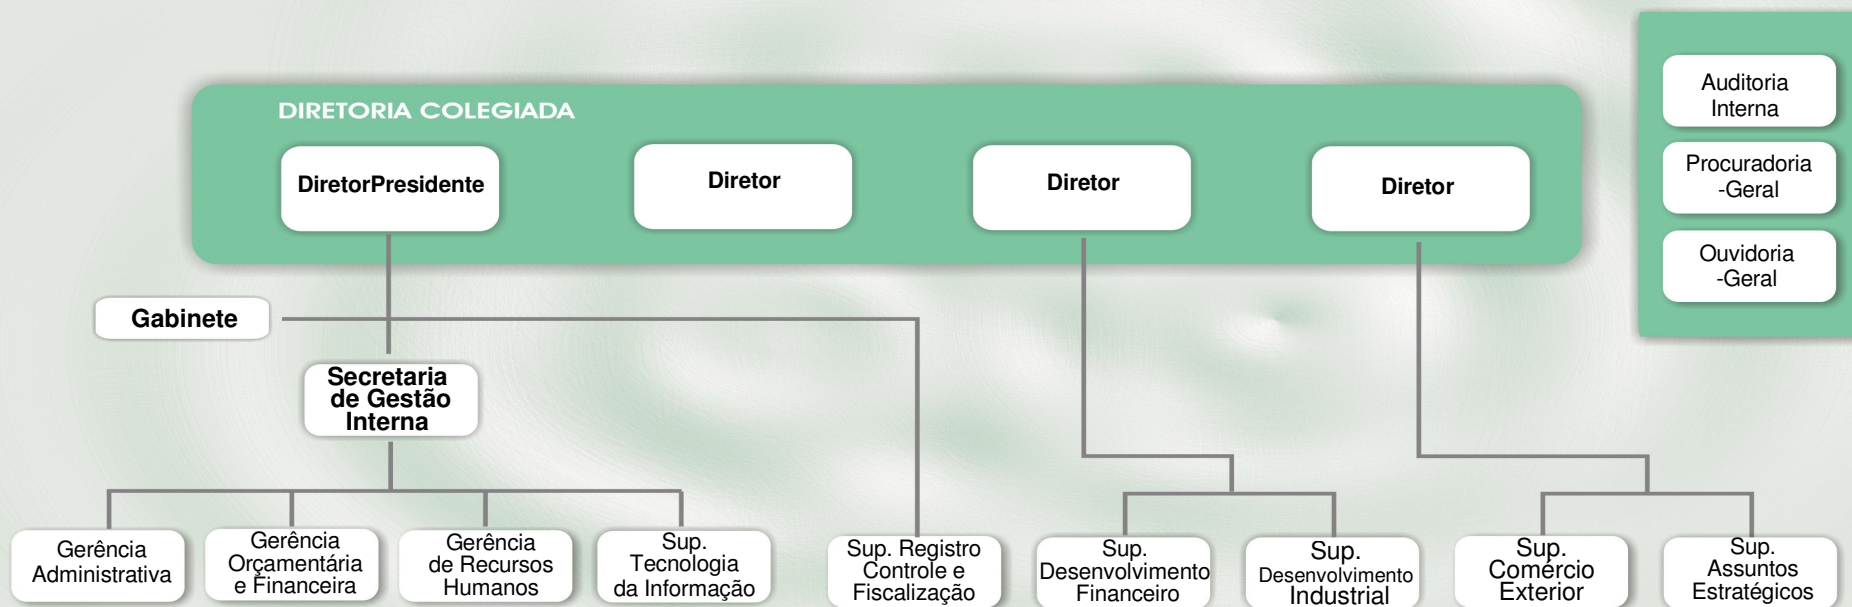 DIRETORIA COLEGIADA
DiretorPresidente
Diretor
Diretor
Diretor
Auditoria
Interna
Procuradoria
-Geral
Ouvidoria
-Geral
Gabinete
Secretaria
de Gestão
Interna
Gerência
Administrativa
Gerência
Orçamentária
e Financeira
Gerência
de Recursos
Humanos
Sup.
Tecnologia
da Informação
Sup. Registro
Controle e
Fiscalização
Sup.
Desenvolvimento
Financeiro
Sup.
Desenvolvimento
Industrial
Sup.
Comércio
Exterior
Sup.
Assuntos
Estratégicos